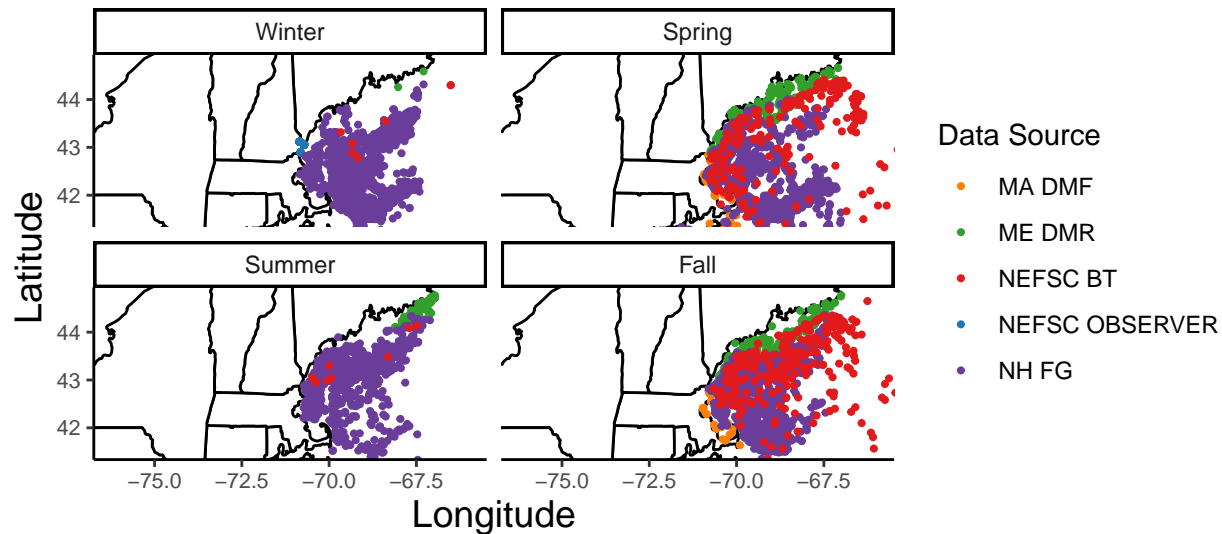 Winter
Spring
44
43
42
Summer
Fall
44
43
42
−75.0 −72.5 −70.0 −67.5
−75.0 −72.5 −70.0 −67.5
Longitude
Latitude
Data Source
MA DMF
ME DMR
NEFSC BT
NEFSC OBSERVER
NH FG